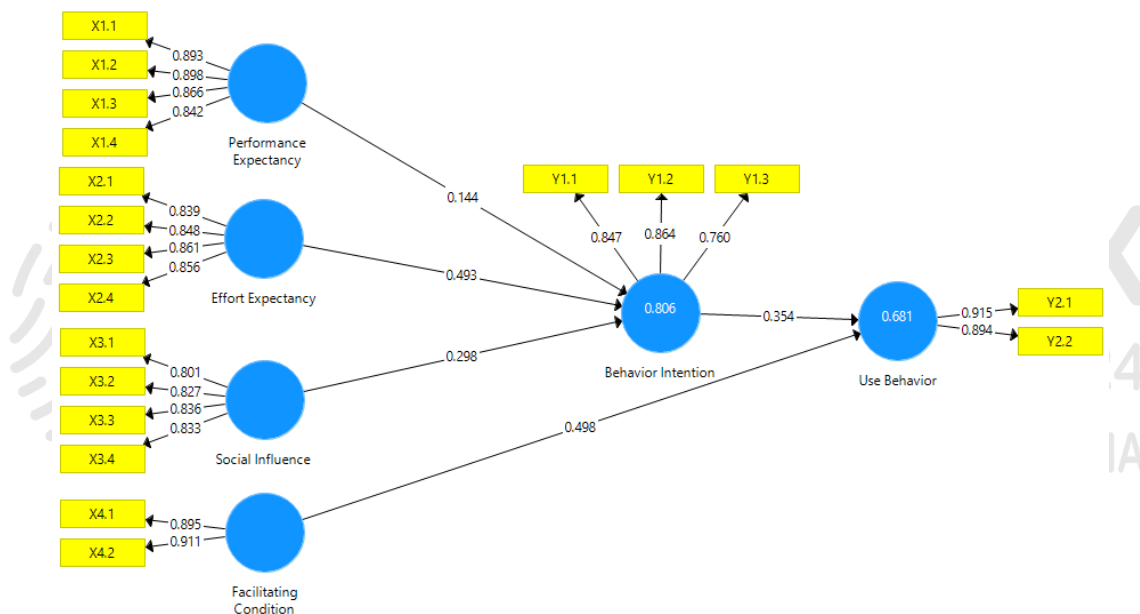 X1.1
X1.2
X1.3
X1.4
0.893
0.898
0.866
0.842
Performance
Expectancy
X2.1
X2.2
X2.3
X2.4
0.839
0.848
0.861
0.856
Effort Expectancy
X3.1
X3.2
X3.3
X3.4
0.801
0.827
0.836
0.833
Social Influence
X4.1
X4.2
0.895
0.911
Facilitating
Condition
0.144
0.493
0.298
0.498
Y1.1
Y1.2
Y1.3
0.847
0.864
0.760
0.806
Behavior Intention
0.354
0.681
Use Behavior
0.915
0.894
Y2.1
Y2.2